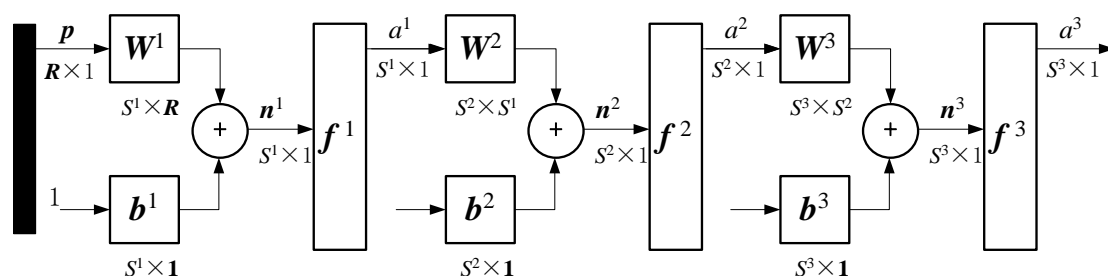 p W¹ a¹ W² a² W³ a³
R×1 S¹×1 S²×1 S³×1
S¹×R S²×S¹ S³×S²
+ n¹ f¹ + n² f² + n³ f³
S¹×1 S²×1 S³×1
1 b¹ b² b³
S¹×1 S²×1 S³×1